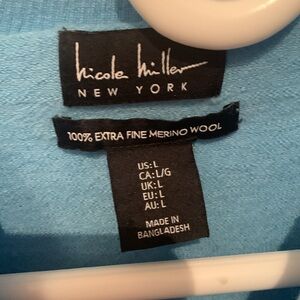 nicole miller
NEW YORK
100% EXTRA FINE MERINO WOOL
US: L
CA: L/G
UK: L
EU: L
AU: L
MADE IN
BANGLADESH